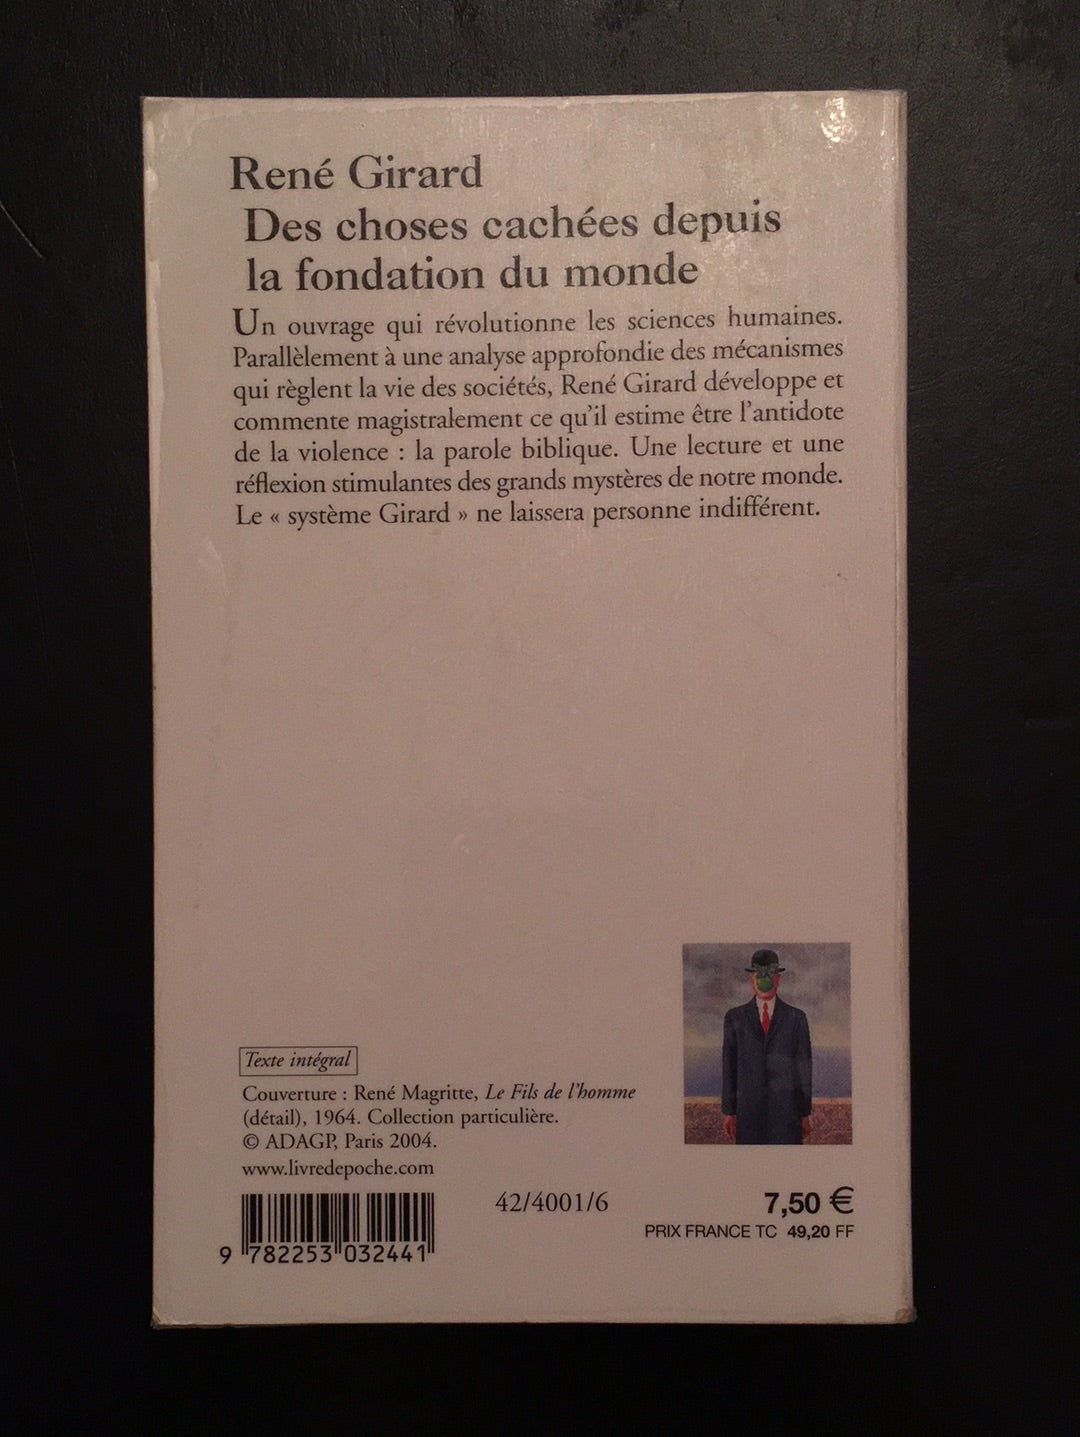 René Girard
Des choses cachées depuis
la fondation du monde
Un ouvrage qui révolutionne les sciences humaines.
Parallèlement à une analyse approfondie des mécanismes
qui règlent la vie des sociétés, René Girard développe et
commente magistralement ce qu'il estime être l'antidote
de la violence : la parole biblique. Une lecture et une
réflexion stimulantes des grands mystères de notre monde.
Le « système Girard » ne laissera personne indifférent.
Texte intégral
Couverture : René Magritte, Le Fils de l'homme
(détail), 1964. Collection particulière.
© ADAGP, Paris 2004.
www.livredepoche.com
42/4001/6
7,50 €
PRIX FRANCE TC 49,20 FF
9 782253 032441